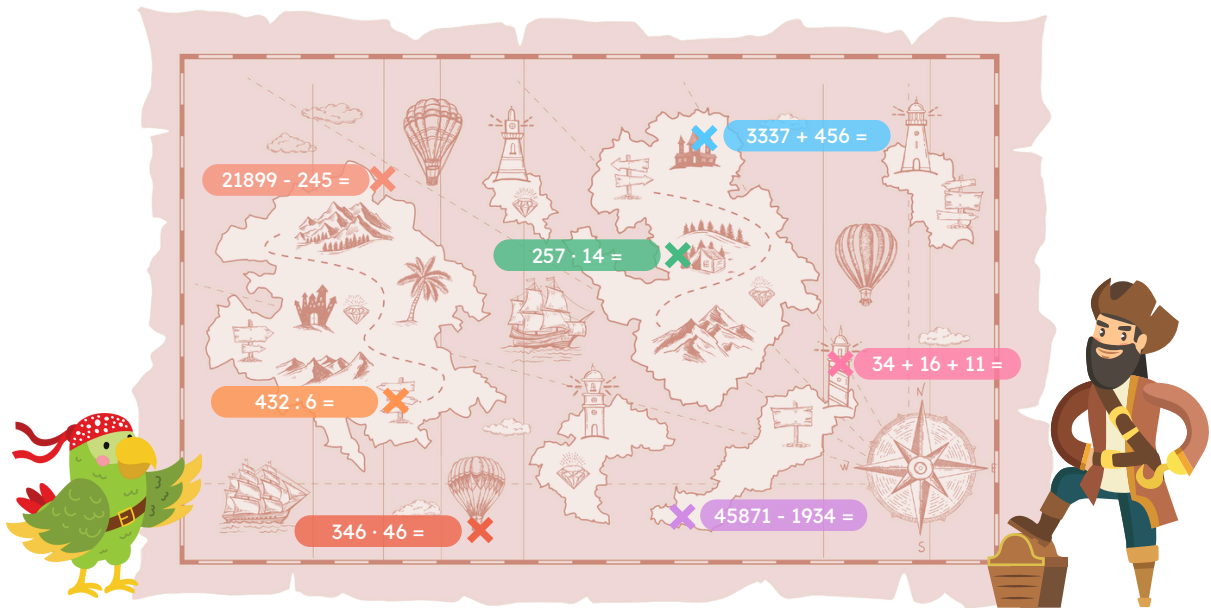 3337 + 456 =
21899 - 245 =
257 · 14 =
34 + 16 + 11 =
432 : 6 =
N
W
E
45871 - 1934 =
346 · 46 =
S